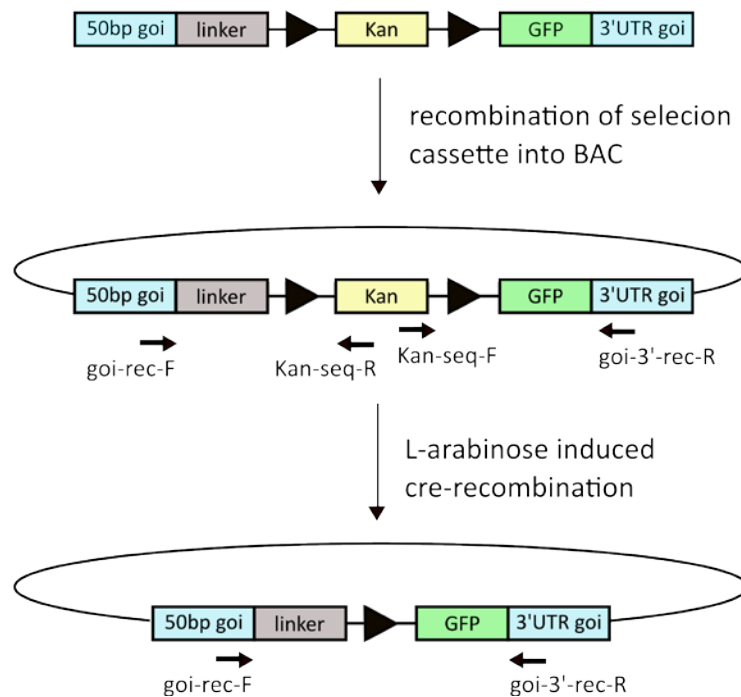 50bp goi linker Kan GFP 3'UTR goi
recombination of selecion
cassette into BAC
50bp goi linker Kan GFP 3'UTR goi
goi-rec-F Kan-seq-R Kan-seq-F goi-3'-rec-R
L-arabinose induced
cre-recombination
50bp goi linker GFP 3'UTR goi
goi-rec-F goi-3'-rec-R